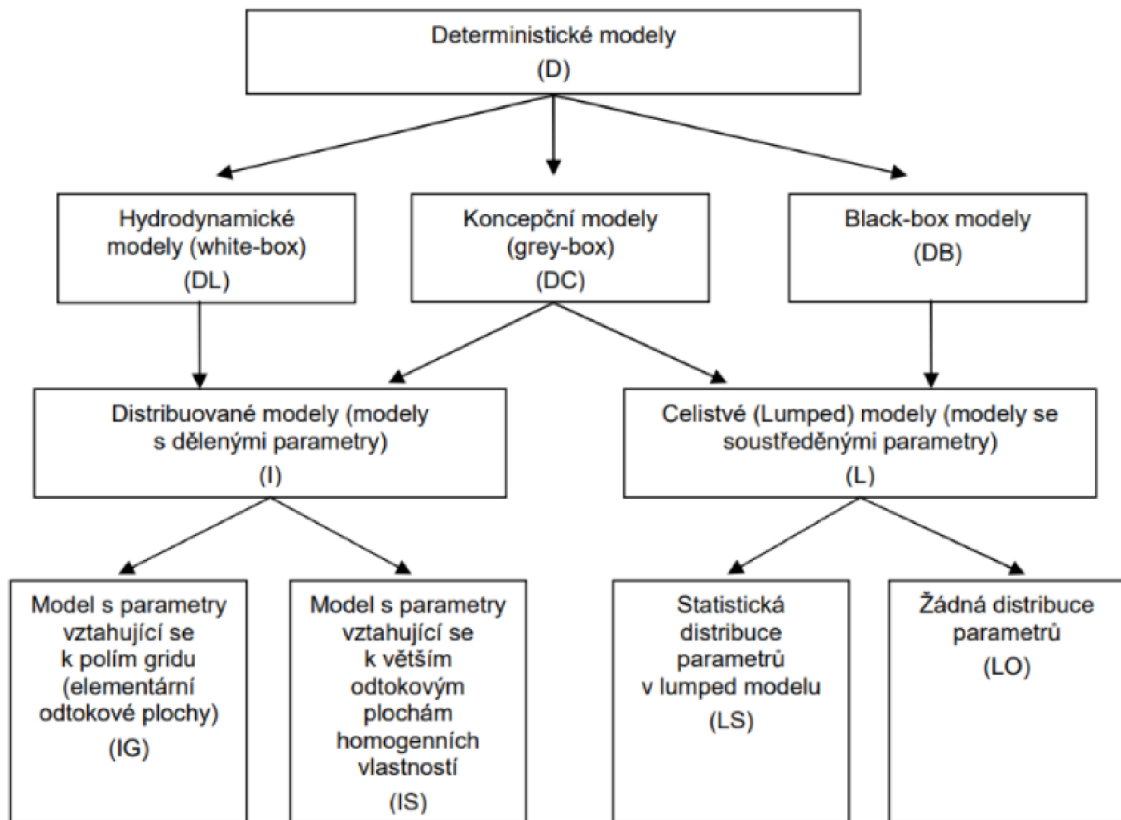 Deterministické modely
(D)
Hydrodynamické
modely (white-box)
(DL)
Koncepční modely
(grey-box)
(DC)
Black-box modely
(DB)
Distribuované modely (modely
s dělenými parametry)
(I)
Celistvé (Lumped) modely (modely se
soustředěnými parametry)
(L)
Model s parametry
vztahující se
k polím gridu
(elementární
odtokové plochy)
(IG)
Model s parametry
vztahující se
k větším
odtokovým
plochám
homogenních
vlastností
(IS)
Statistická
distribuce
parametrů
v lumped modelu
(LS)
Žádná distribuce
parametrů
(LO)